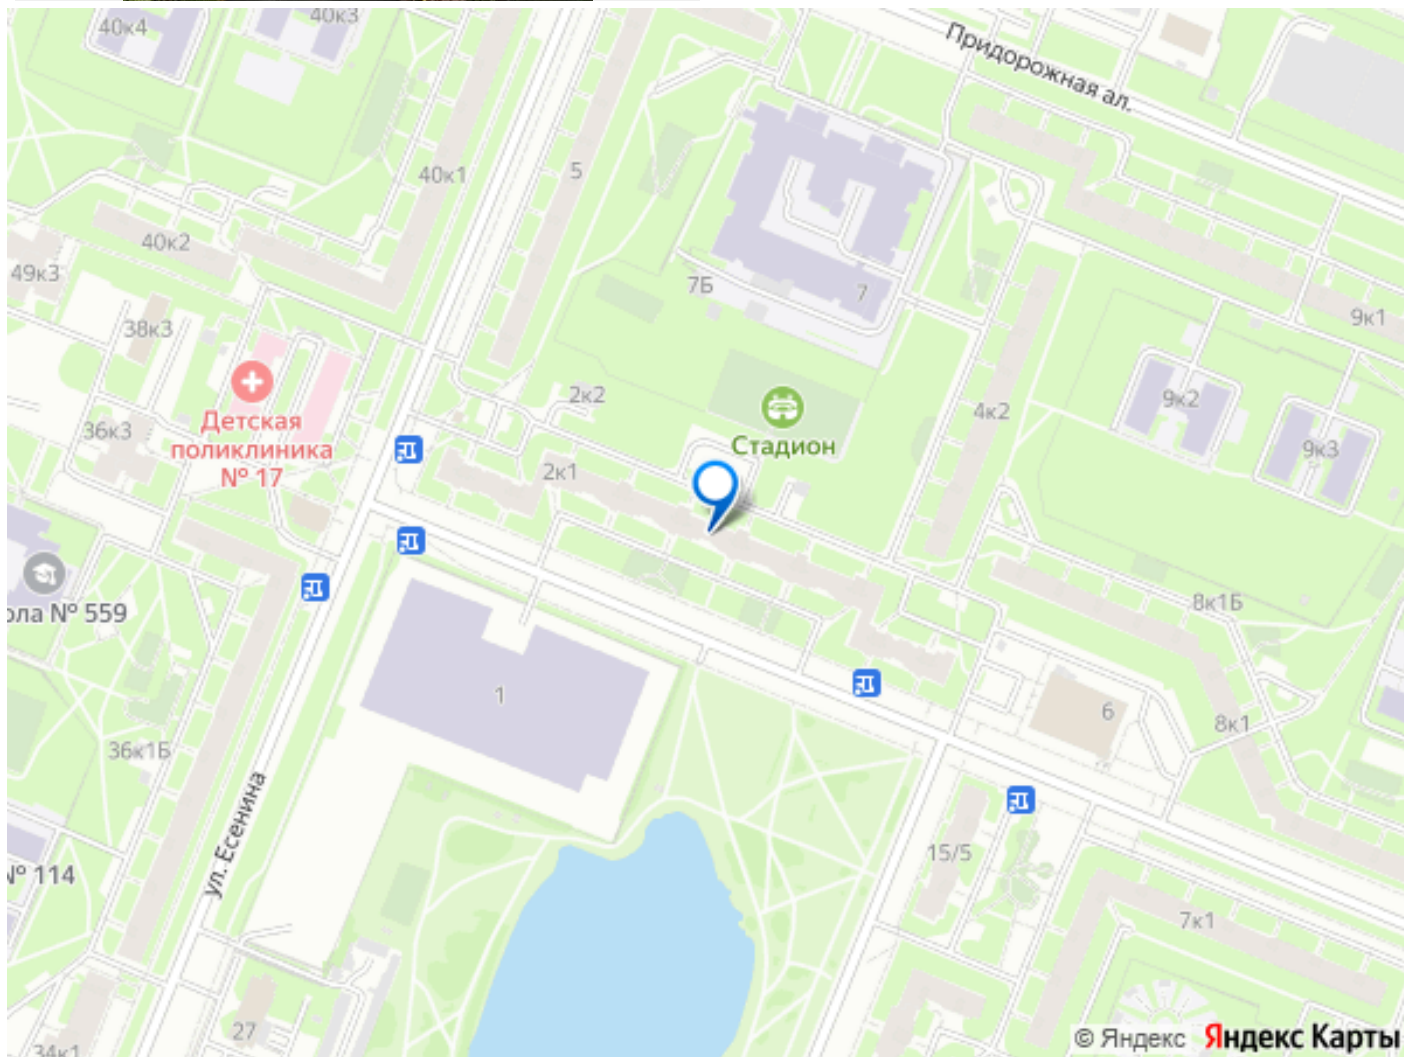 40к4
40к3
Придорожная ал.
40к1
5
40к2
49к3
7Б
7
38к3
9к1
Детская
поликлиника
№ 17
36к3
2к2
Стадион
4к2
9к2
9к3
2к1
ола № 559
8к1Б
1
6
8к1
36к1Б
ул. Есенина
15/5
№ 114
7к1
27
34к1
© Яндекс Яндекс Карты